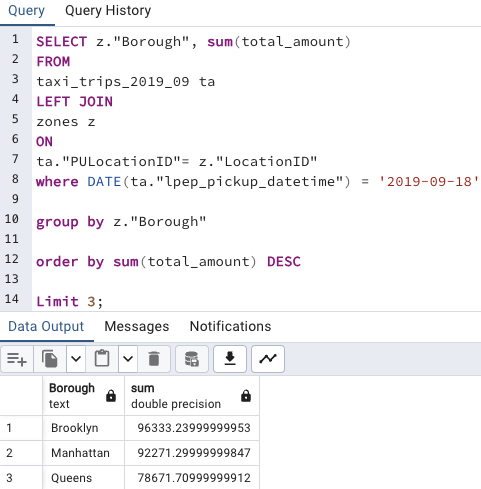 Query Query History
1 SELECT z."Borough", sum(total_amount)
2 FROM
3 taxi_trips_2019_09 ta
4 LEFT JOIN
5 zones z
6 ON
7 ta."PULocationID"= z."LocationID"
8 where DATE(ta."lpep_pickup_datetime") = '2019-09-18'
9
10 group by z."Borough"
11
12 order by sum(total_amount) DESC
13
14 Limit 3;
Data Output Messages Notifications
Borough sum
text double precision
1 Brooklyn 96333.23999999953
2 Manhattan 92271.29999999847
3 Queens 78671.70999999912